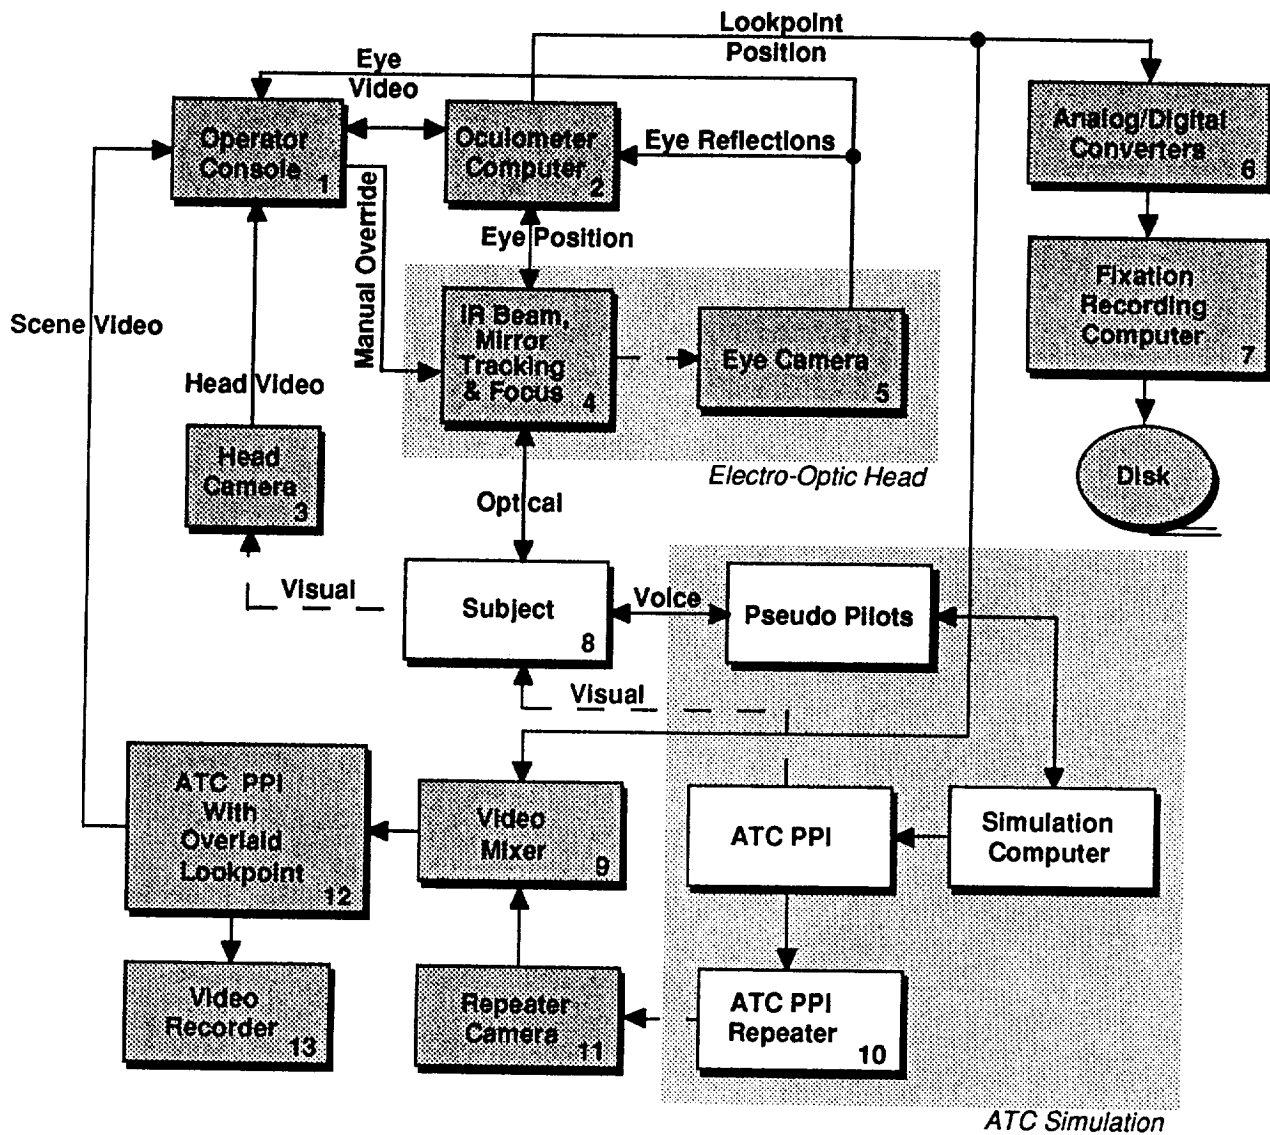 Lookpoint
Position
Eye
Video
Operator
Console
1
Oculometer
Computer
2
Eye Reflections
Analog/Digital
Converters
6
Manual Override
Eye Position
Scene Video
Head Video
IR Beam,
Mirror
Tracking
& Focus
4
Eye Camera
5
Fixation
Recording
Computer
7
Head
Camera
3
Electro-Optic Head
Disk
Optical
Visual
Subject
8
Voice
Pseudo Pilots
Visual
ATC PPI
With
Overlaid
Lookpoint
12
Video
Mixer
9
ATC PPI
Simulation
Computer
Video
Recorder
13
Repeater
Camera
11
ATC PPI
Repeater
10
ATC Simulation